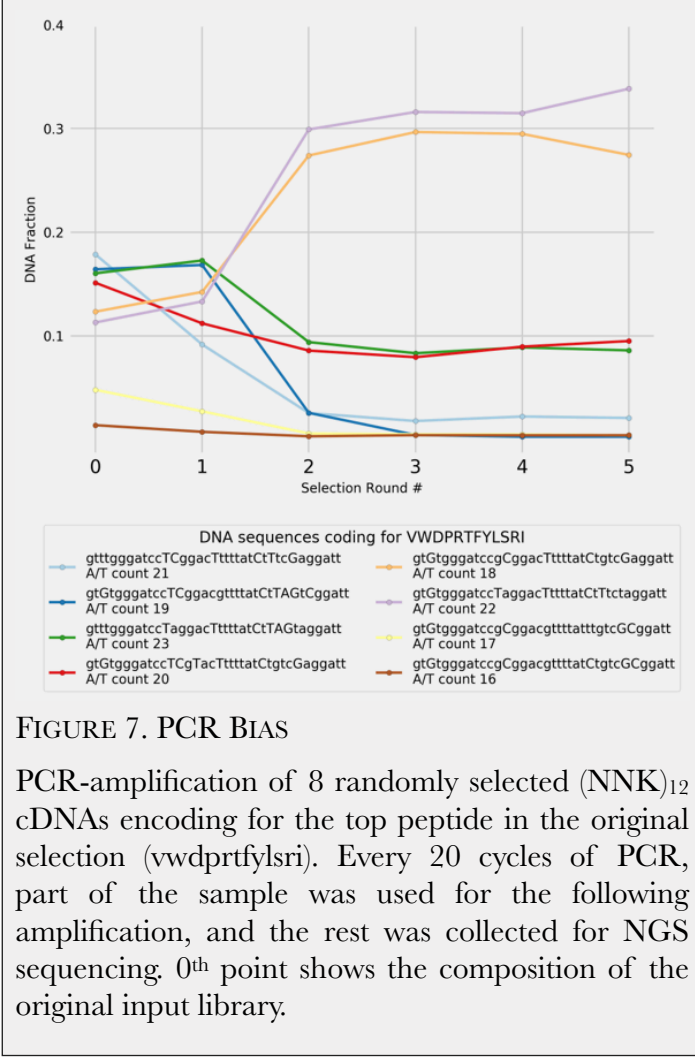 0.4
0.3
0.2
0.1
DNA Fraction
0 1 2 3 4 5
Selection Round #
DNA sequences coding for VWDPRTFYLSRI
gtttgggatccTCggacTttttatCtTtcGaggatt
A/T count 21
gtGtgggatccTCggacgttttatCtTAGtCggatt
A/T count 19
gtttgggatccTaggacTttttatCtTAGtaggatt
A/T count 23
gtGtgggatccTCgTacTttttatCtgtcGaggatt
A/T count 20
gtGtgggatccgCggacTttttatCtgtcGaggatt
A/T count 18
gtGtgggatccTaggacTttttatCtTtctaggatt
A/T count 22
gtGtgggatccgCggacgttttatttgtcGCggatt
A/T count 17
gtGtgggatccgCggacgttttatCtgtcGCggatt
A/T count 16
FIGURE 7. PCR BIAS
PCR-amplification of 8 randomly selected (NNK)12
cDNAs encoding for the top peptide in the original
selection (vwdprtfylsri). Every 20 cycles of PCR,
part of the sample was used for the following
amplification, and the rest was collected for NGS
sequencing. 0th point shows the composition of the
original input library.